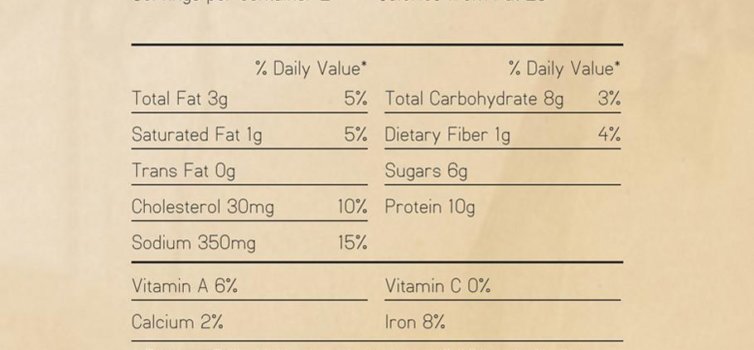 % Daily Value* % Daily Value*
Total Fat 3g 5% Total Carbohydrate 8g 3%
Saturated Fat 1g 5% Dietary Fiber 1g 4%
Trans Fat 0g Sugars 6g
Cholesterol 30mg 10% Protein 10g
Sodium 350mg 15%
Vitamin A 6% Vitamin C 0%
Calcium 2% Iron 8%